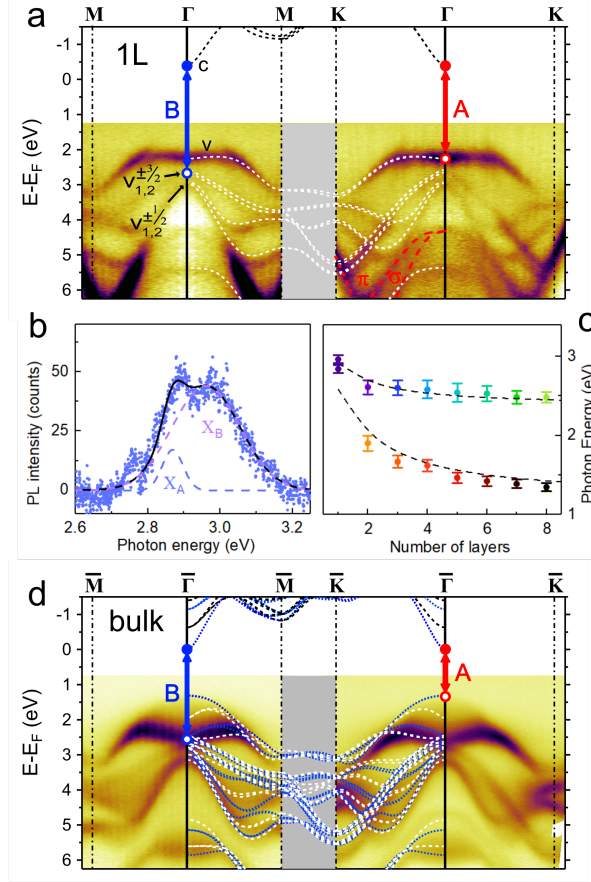 a
M Γ M K Γ K
1L
-1
0
1
2
3
4
5
6
E-E_F (eV)
c
B
A
v
v_{1,2}^{±3/2}
v_{1,2}^{±1/2}
π
σ
b
PL intensity (counts)
50
25
0
X_B
X_A
2.6 2.8 3.0 3.2
Photon energy (eV)
c
3
2
1
Photon Energy (eV)
2 4 6 8
Number of layers
d
M̅ Γ̅ M̅ K̅ Γ̅ K̅
bulk
-1
0
1
2
3
4
5
6
E-E_F (eV)
B
A